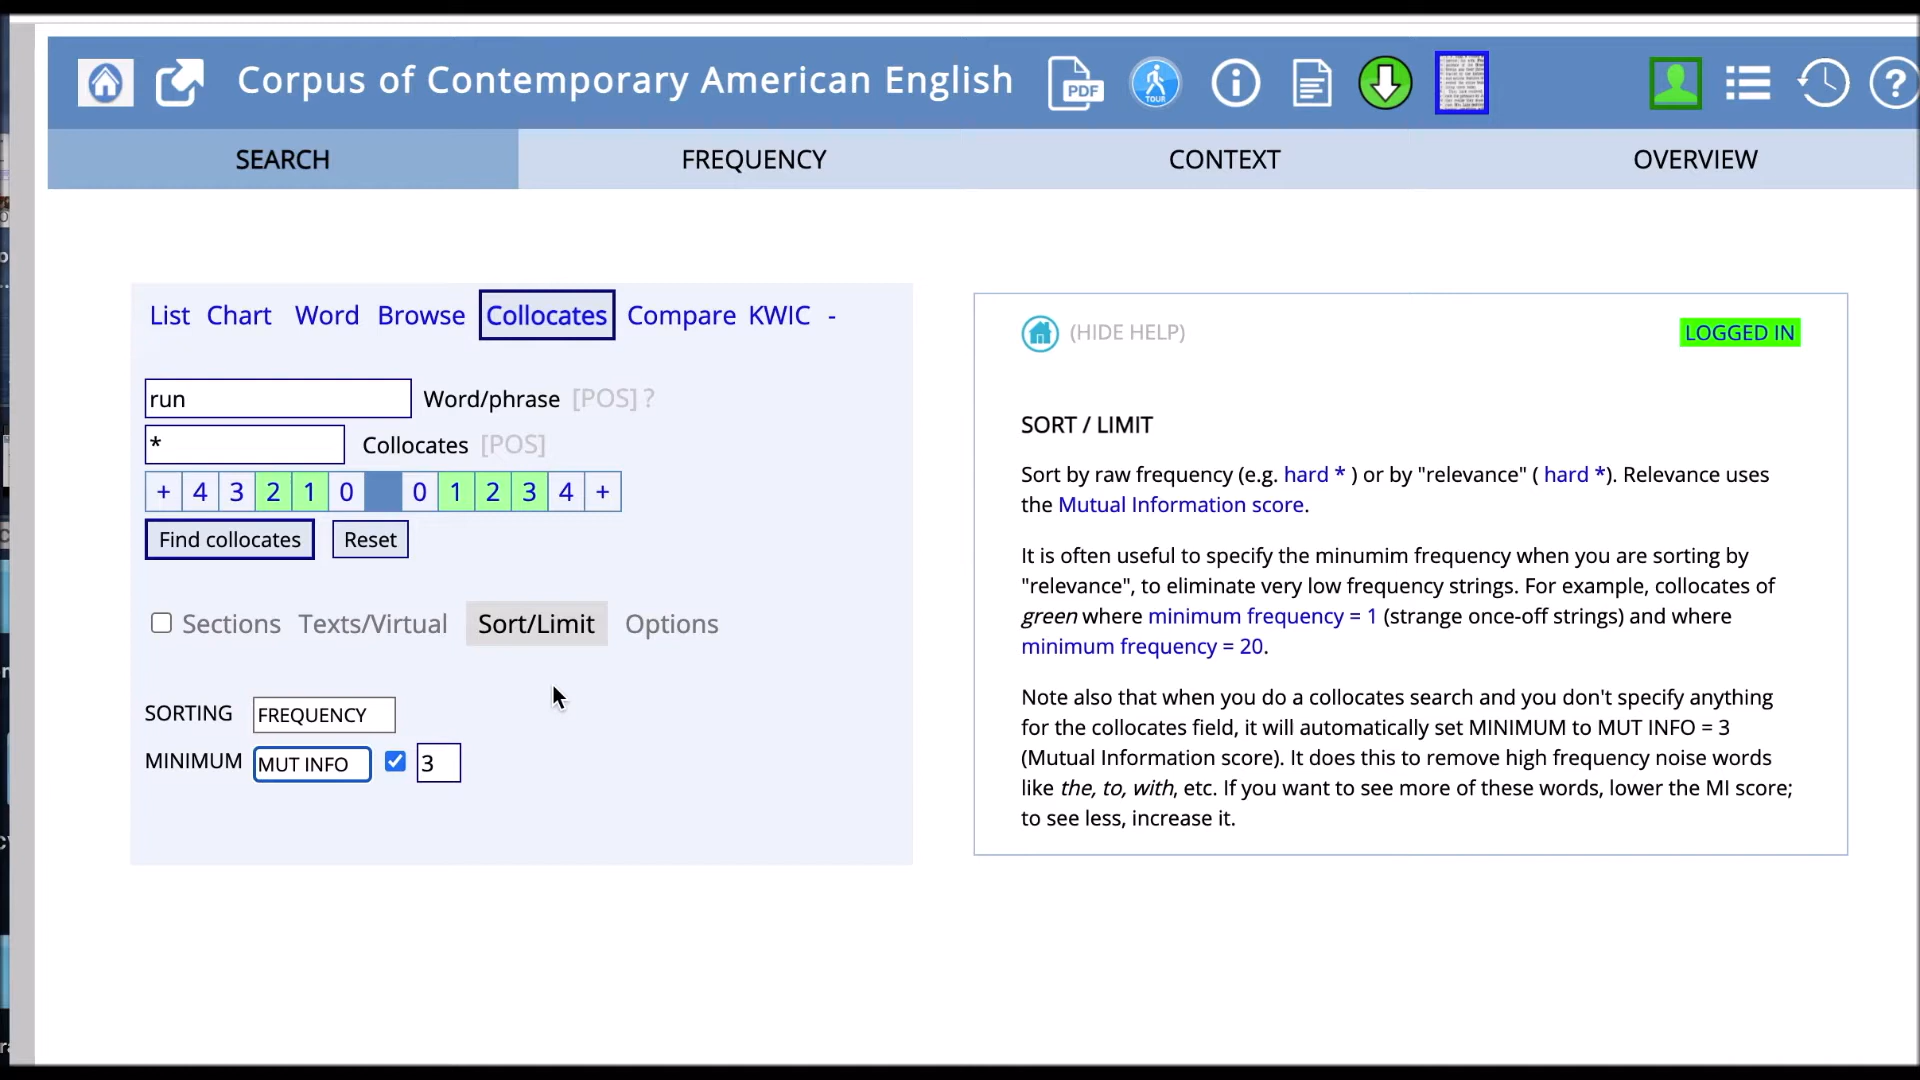 Corpus of Contemporary American English PDF TOUR i ?
SEARCH FREQUENCY CONTEXT OVERVIEW
List Chart Word Browse Collocates Compare KWIC -
run Word/phrase [POS] ?
* Collocates [POS]
+ 4 3 2 1 0 0 1 2 3 4 +
Find collocates Reset
Sections Texts/Virtual Sort/Limit Options
SORTING FREQUENCY
MINIMUM MUT INFO 3
(HIDE HELP) LOGGED IN
SORT / LIMIT
Sort by raw frequency (e.g. hard * ) or by "relevance" ( hard *). Relevance uses
the Mutual Information score.
It is often useful to specify the minumim frequency when you are sorting by
"relevance", to eliminate very low frequency strings. For example, collocates of
green where minimum frequency = 1 (strange once-off strings) and where
minimum frequency = 20.
Note also that when you do a collocates search and you don't specify anything
for the collocates field, it will automatically set MINIMUM to MUT INFO = 3
(Mutual Information score). It does this to remove high frequency noise words
like the, to, with, etc. If you want to see more of these words, lower the MI score;
to see less, increase it.